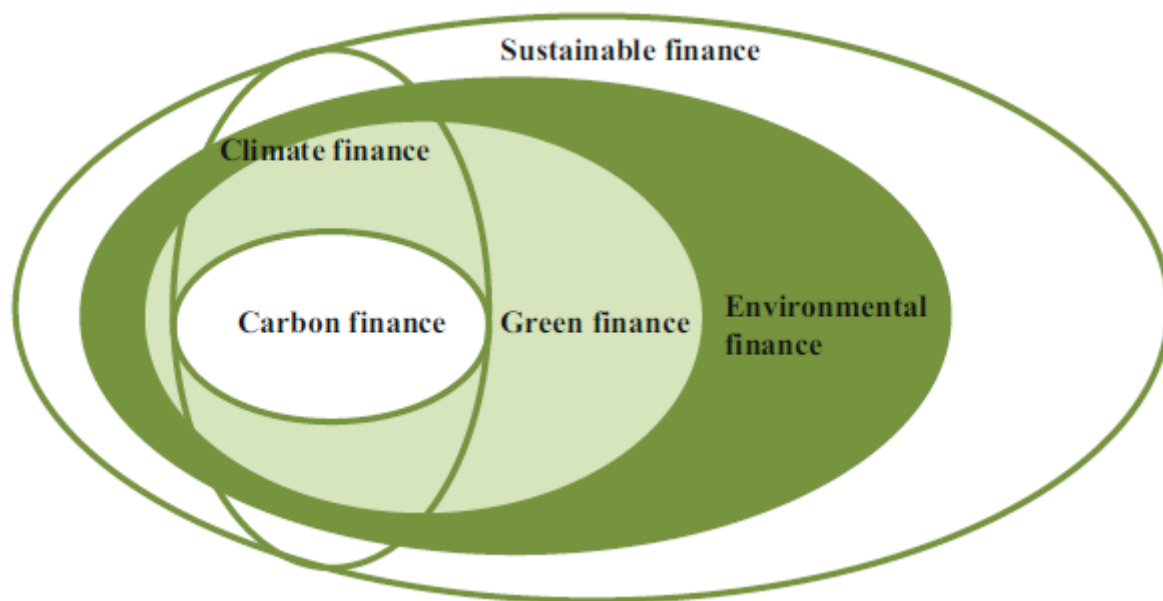 Sustainable finance
Climate finance
Carbon finance
Green finance
Environmental
finance